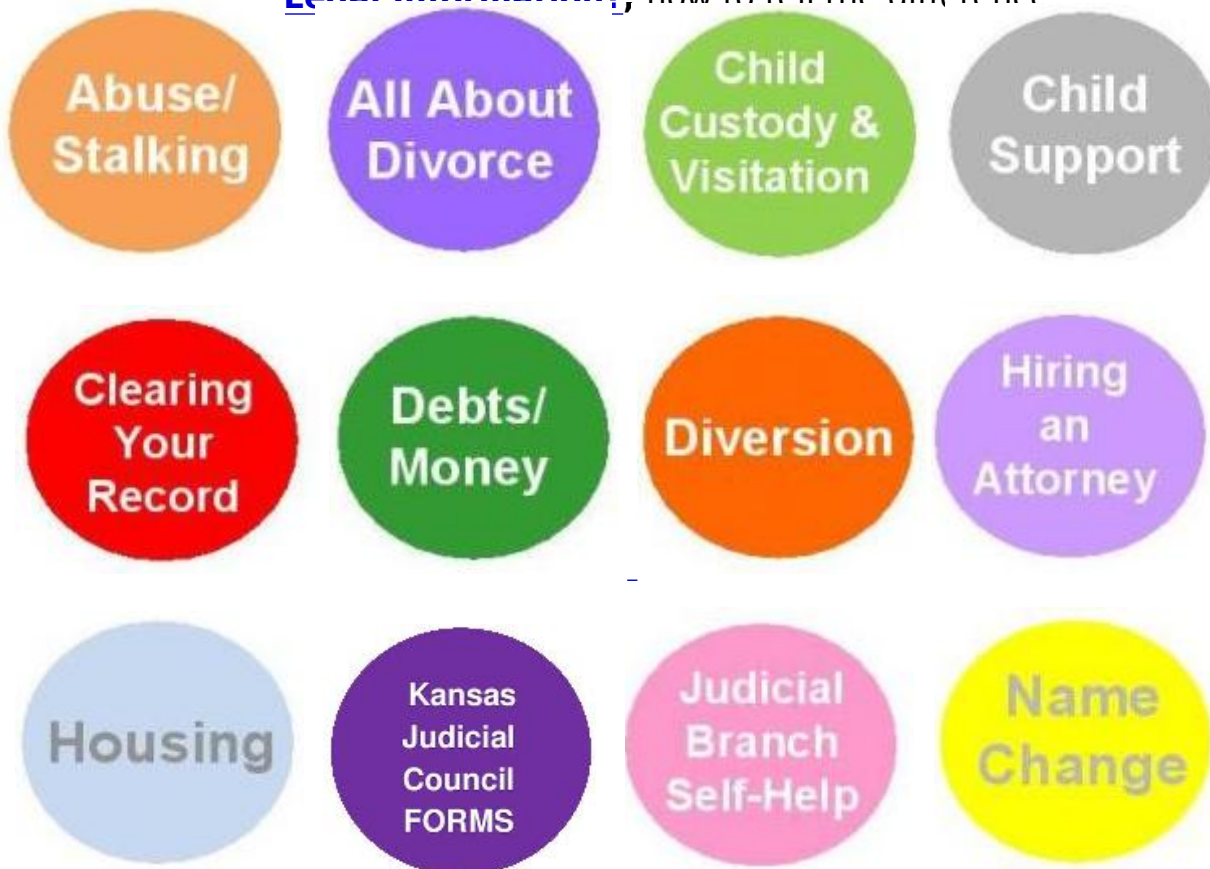 Abuse/
Stalking
All About
Divorce
Child
Custody &
Visitation
Child
Support
Clearing
Your
Record
Debts/
Money
Diversion
Hiring
an
Attorney
Housing
Kansas
Judicial
Council
FORMS
Judicial
Branch
Self-Help
Name
Change